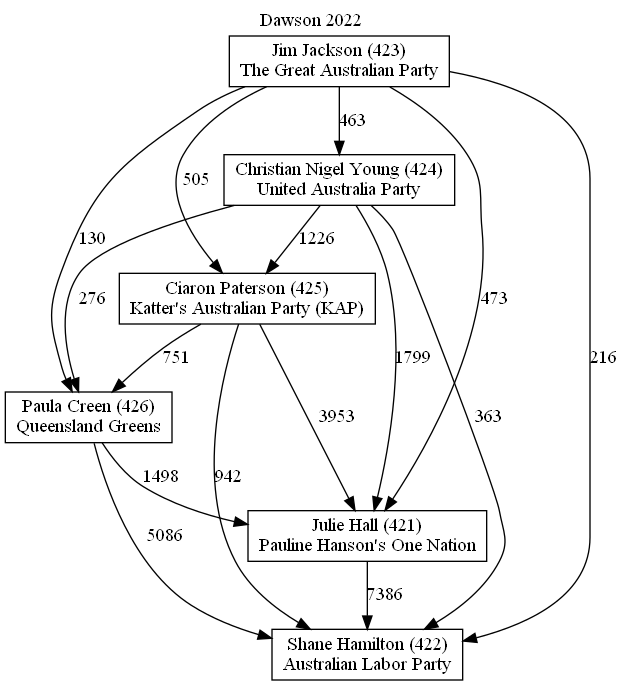 Dawson 2022
Jim Jackson (423)
The Great Australian Party
463
Christian Nigel Young (424)
United Australia Party
505
1226
130
276
473
Ciaron Paterson (425)
Katter's Australian Party (KAP)
751
1799
216
Paula Creen (426)
Queensland Greens
3953
363
1498
942
5086
Julie Hall (421)
Pauline Hanson's One Nation
7386
Shane Hamilton (422)
Australian Labor Party